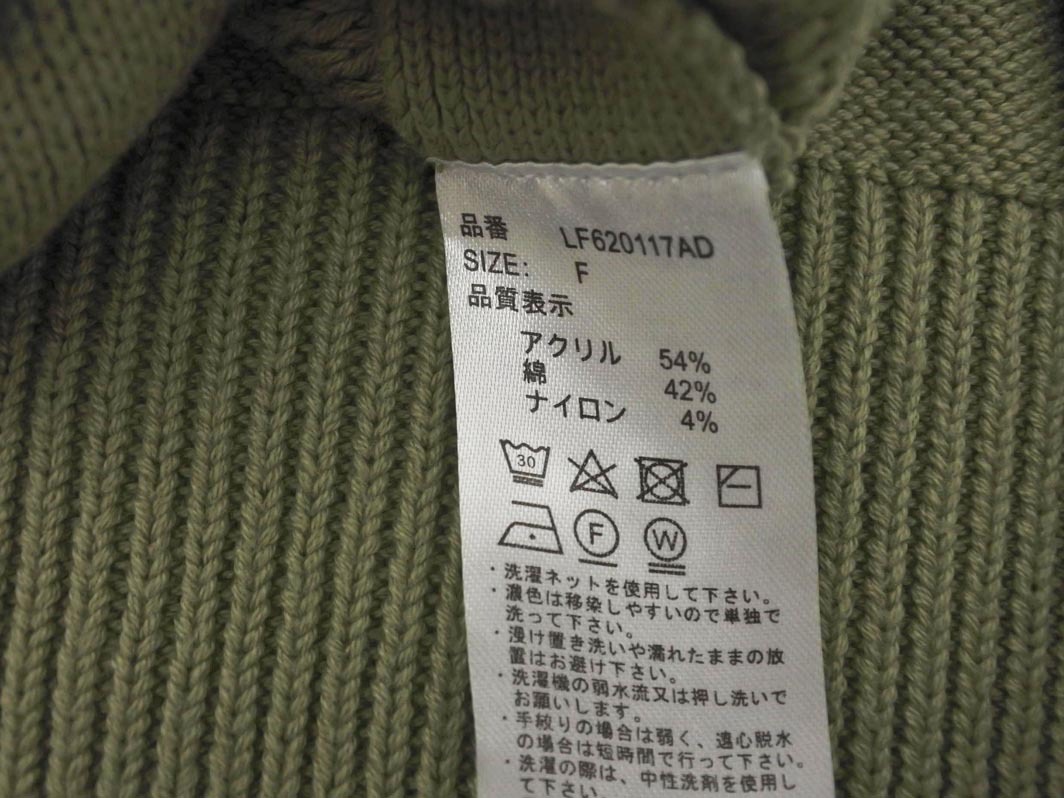 品番 LF620117AD
SIZE: F
品質表示
アクリル 54%
綿 42%
ナイロン 4%
30
F W
・洗濯ネットを使用して下さい。
・濃色は移染しやすいので単独で
洗って下さい。
・浸け置き洗いや濡れたままの放
置はお避け下さい。
・洗濯機の弱水流又は押し洗いで
お願いします。
・手絞りの場合は弱く、遠心脱水
の場合は短時間で行って下さい。
・洗濯の際は、中性洗剤を使用し
て下さい。